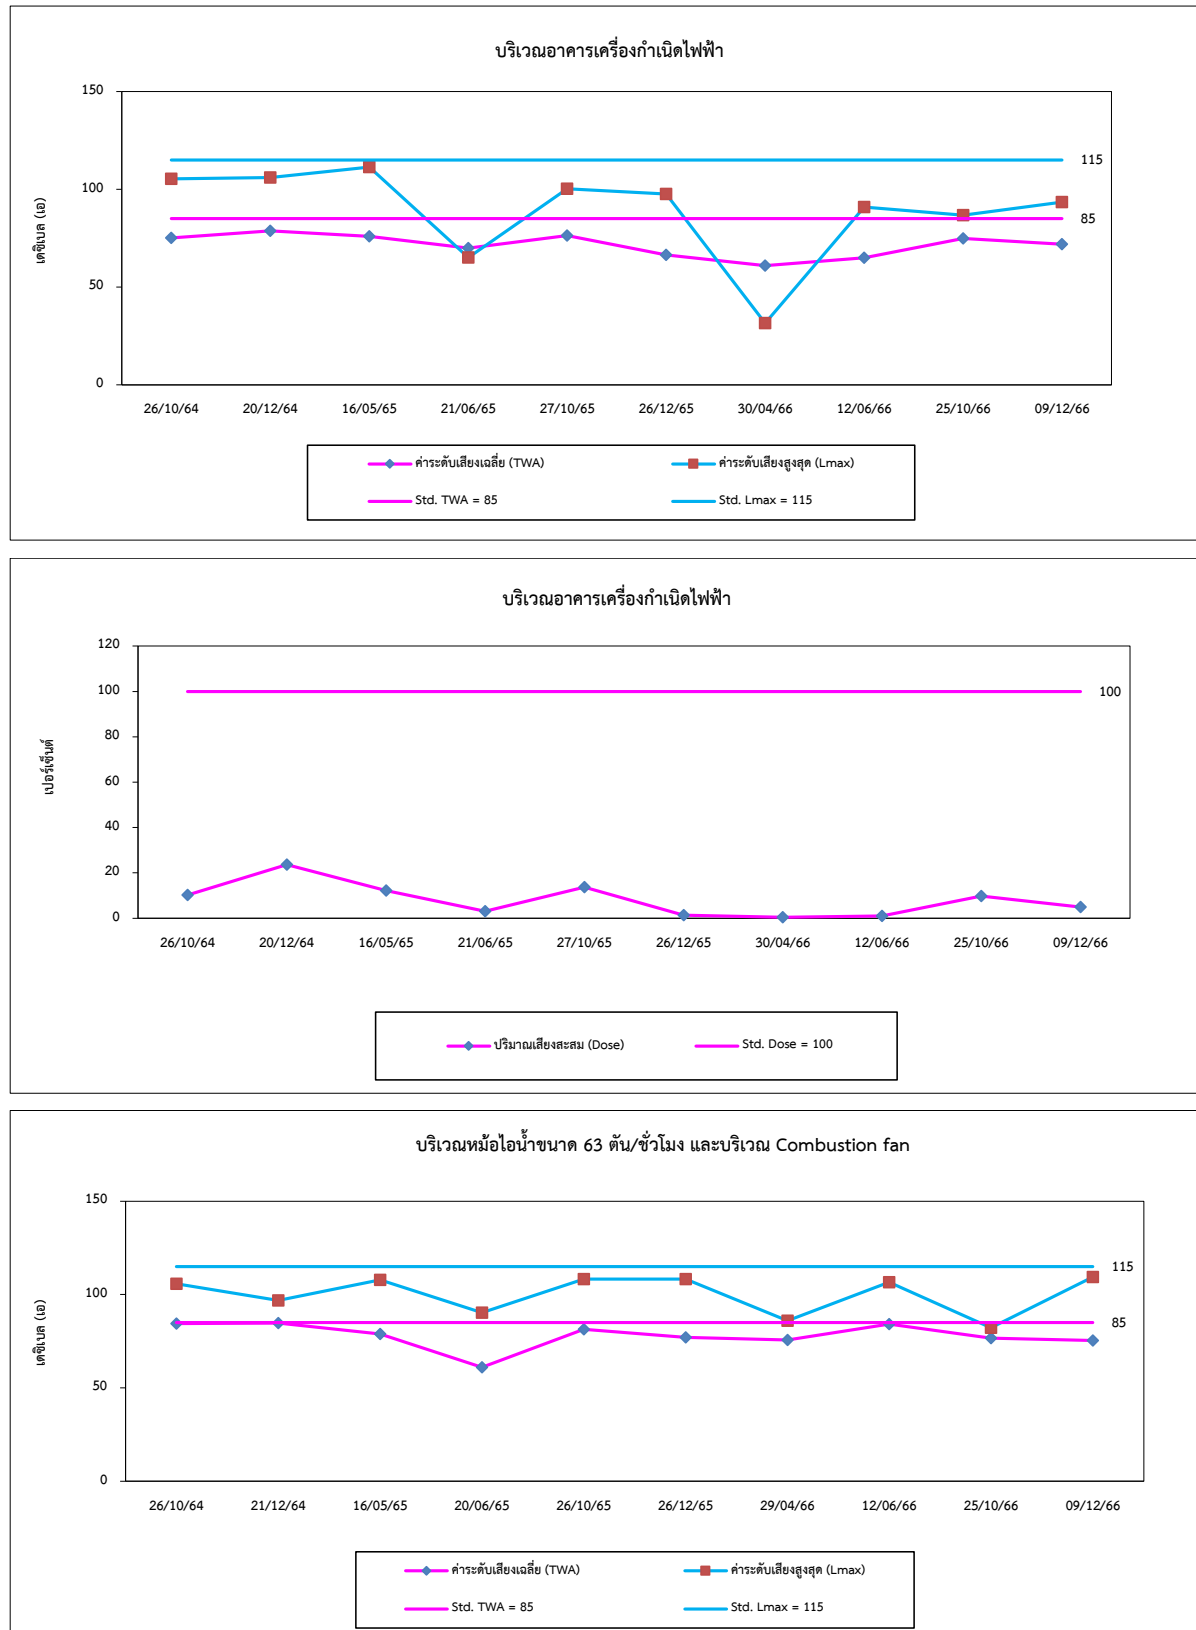 บริเวณอาคารเครื่องกำเนิดไฟฟ้า
150
100
50
0
เดซิเบล (เอ)
115
85
26/10/64 20/12/64 16/05/65 21/06/65 27/10/65 26/12/65 30/04/66 12/06/66 25/10/66 09/12/66
ค่าระดับเสียงเฉลี่ย (TWA) ค่าระดับเสียงสูงสุด (Lmax)
Std. TWA = 85 Std. Lmax = 115
บริเวณอาคารเครื่องกำเนิดไฟฟ้า
120
100
80
60
40
20
0
เปอร์เซ็นต์
100
26/10/64 20/12/64 16/05/65 21/06/65 27/10/65 26/12/65 30/04/66 12/06/66 25/10/66 09/12/66
ปริมาณเสียงสะสม (Dose) Std. Dose = 100
บริเวณหม้อไอน้ำขนาด 63 ตัน/ชั่วโมง และบริเวณ Combustion fan
150
100
50
0
เดซิเบล (เอ)
115
85
26/10/64 21/12/64 16/05/65 20/06/65 26/10/65 26/12/65 29/04/66 12/06/66 25/10/66 09/12/66
ค่าระดับเสียงเฉลี่ย (TWA) ค่าระดับเสียงสูงสุด (Lmax)
Std. TWA = 85 Std. Lmax = 115